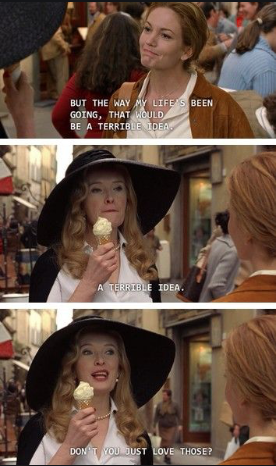 BUT THE WAY MY LIFE'S BEEN
GOING, THAT WOULD
BE A TERRIBLE IDEA.
A TERRIBLE IDEA.
DON'T YOU JUST LOVE THOSE?